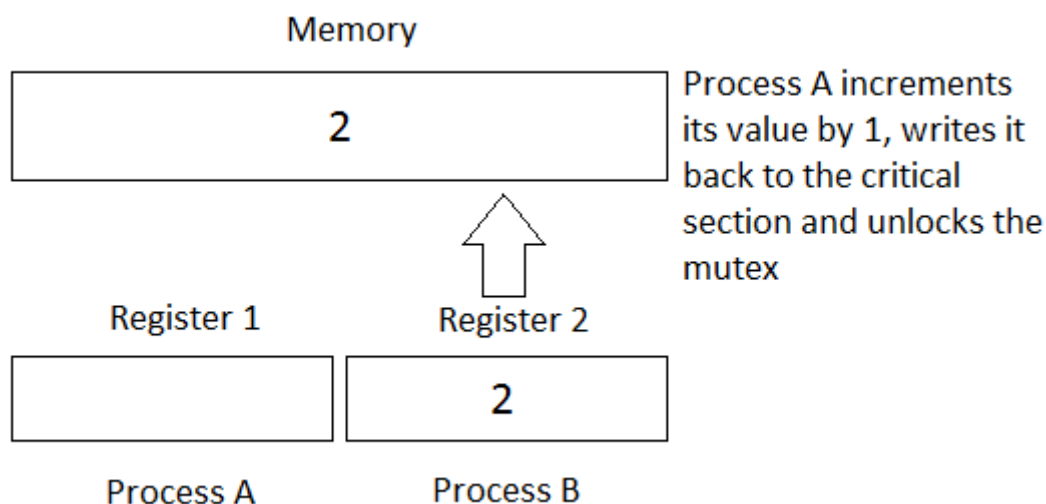 Memory
2
Process A increments
its value by 1, writes it
back to the critical
section and unlocks the
mutex
Register 1
Register 2
2
Process A
Process B